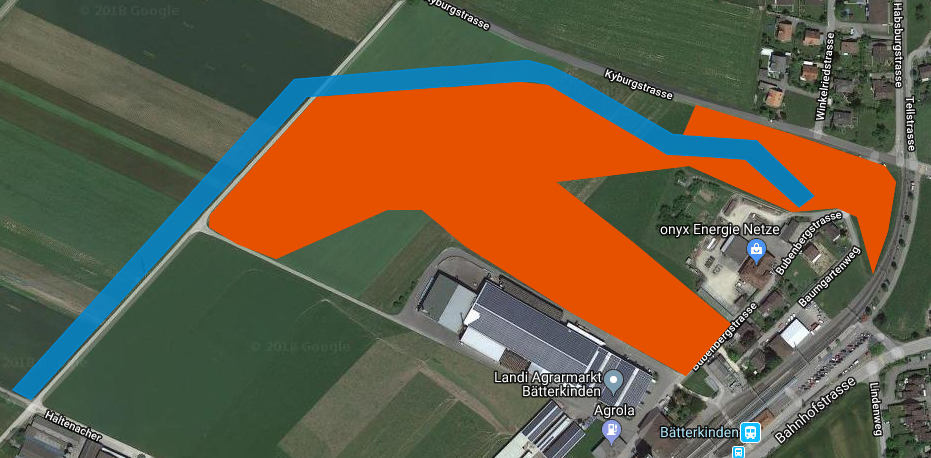 © 2018 Google
Kyburgstrasse
Kyburgstrasse
Winkelriedstrasse
Habsburgstrasse
Tellstrasse
onyx Energie Netze
Bubenbergstrasse
Baumgartenweg
© 2018 Google
2018
Bubenbergstrasse
Landi Agrarmarkt
Bätterkinden
Agrola
Haltenacher
Bätterkinden
Bahnhofstrasse
Lindenweg